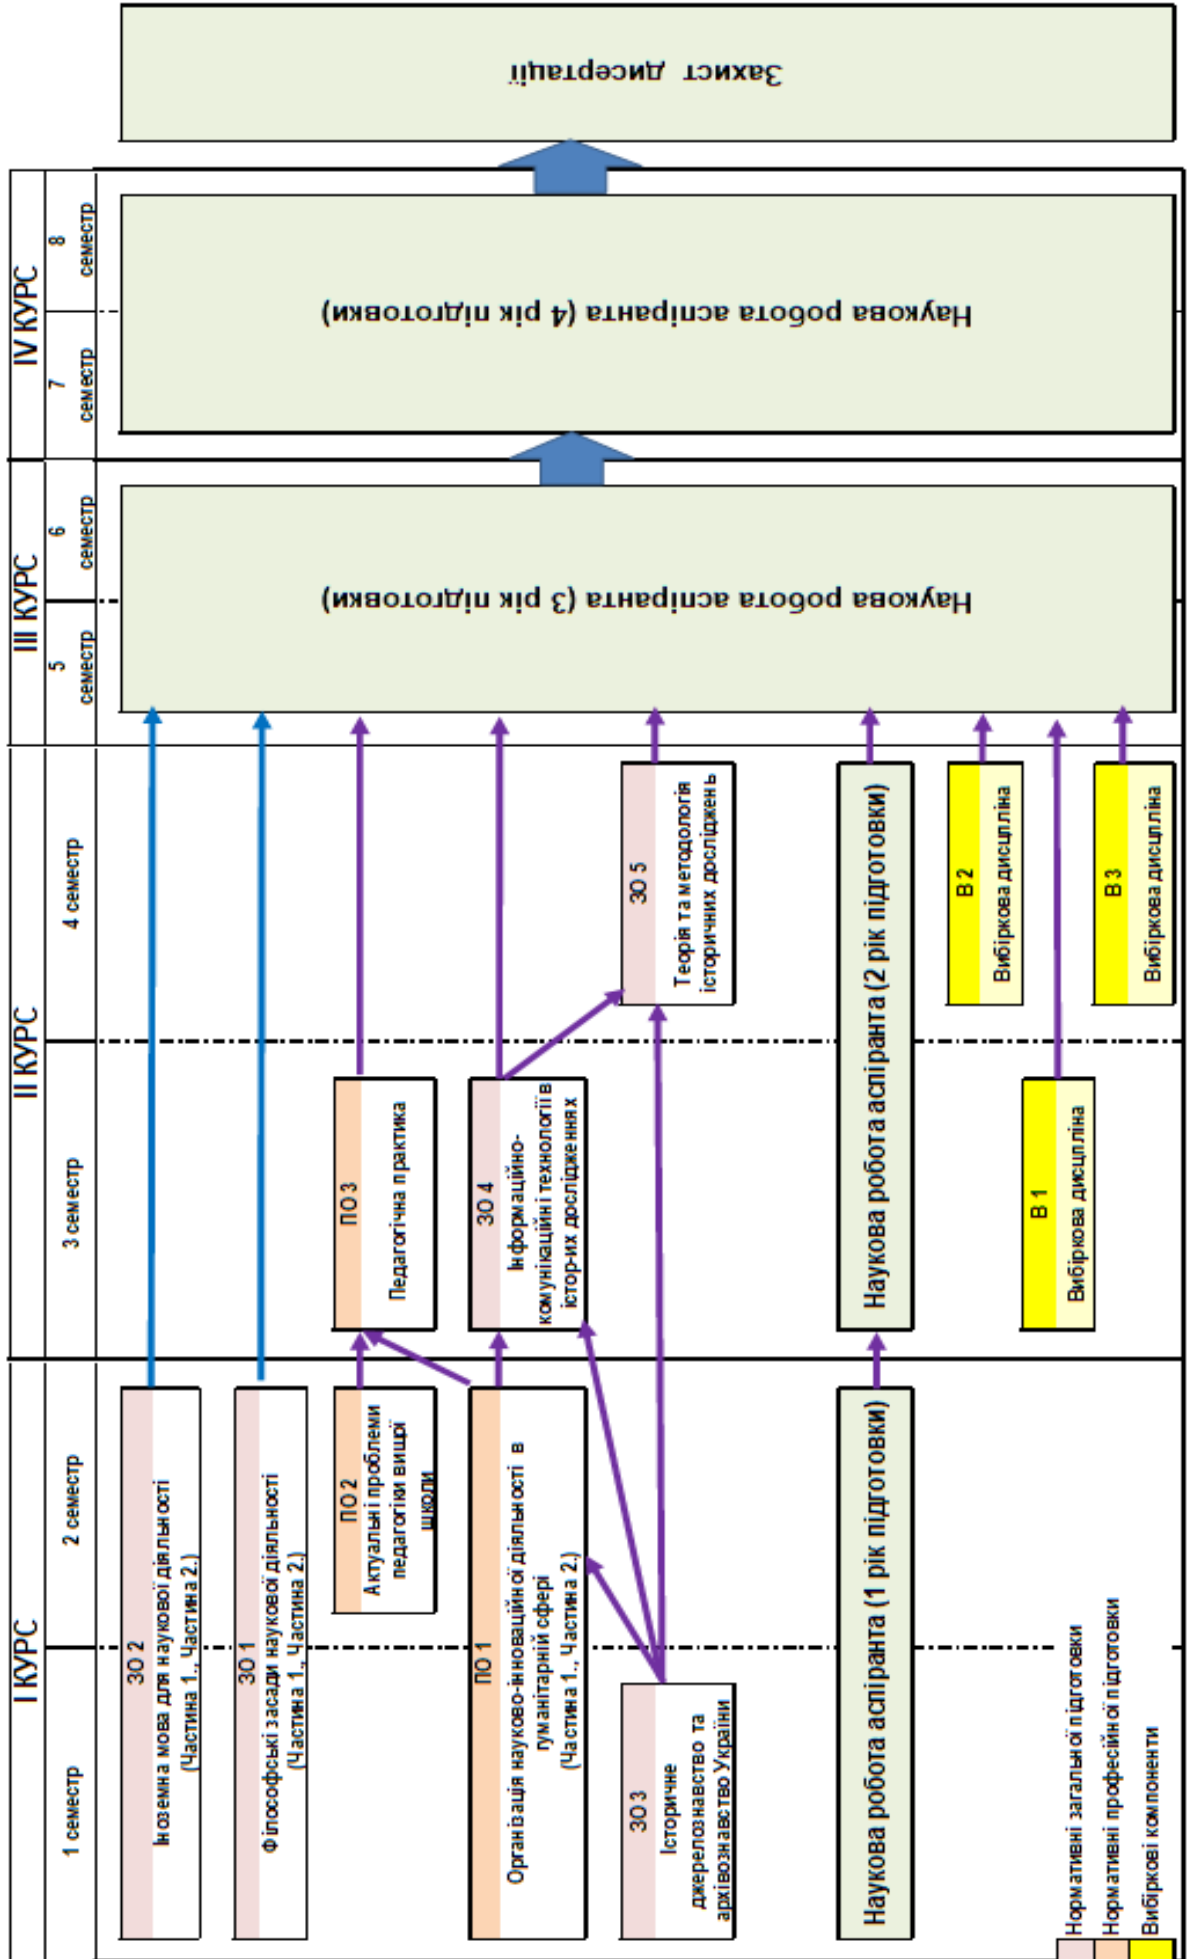 І КУРС
ІІ КУРС
ІІІ КУРС
ІV КУРС
1 семестр
2 семестр
3 семестр
4 семестр
5
семестр
6
семестр
7
семестр
8
семестр
ЗО 2
Іноземна мова для наукової діяльності
(Частина 1., Частина 2.)
ЗО 1
Філософські засади наукової діяльності
(Частина 1., Частина 2.)
ПО 2
Актуальні проблеми
педагогіки вищої
школи
ПО 3
Педагогічна практика
ПО 1
Організація науково-інноваційної діяльності в
гуманітарній сфері
(Частина 1., Частина 2.)
ЗО 4
Інформаційно-
комунікаційні технології в
істор-их дослідженнях
ЗО 3
Історичне
джерелознавство та
архівознавство України
ЗО 5
Теорія та методологія
історичних досліджень
Наукова робота аспіранта (1 рік підготовки)
Наукова робота аспіранта (2 рік підготовки)
В 2
Вибіркова дисципліна
В 1
Вибіркова дисципліна
В 3
Вибіркова дисципліна
Наукова робота аспіранта (3 рік підготовки)
Наукова робота аспіранта (4 рік підготовки)
Захист дисертації
Нормативні загальної підготовки
Нормативні професійної підготовки
Вибіркові компоненти